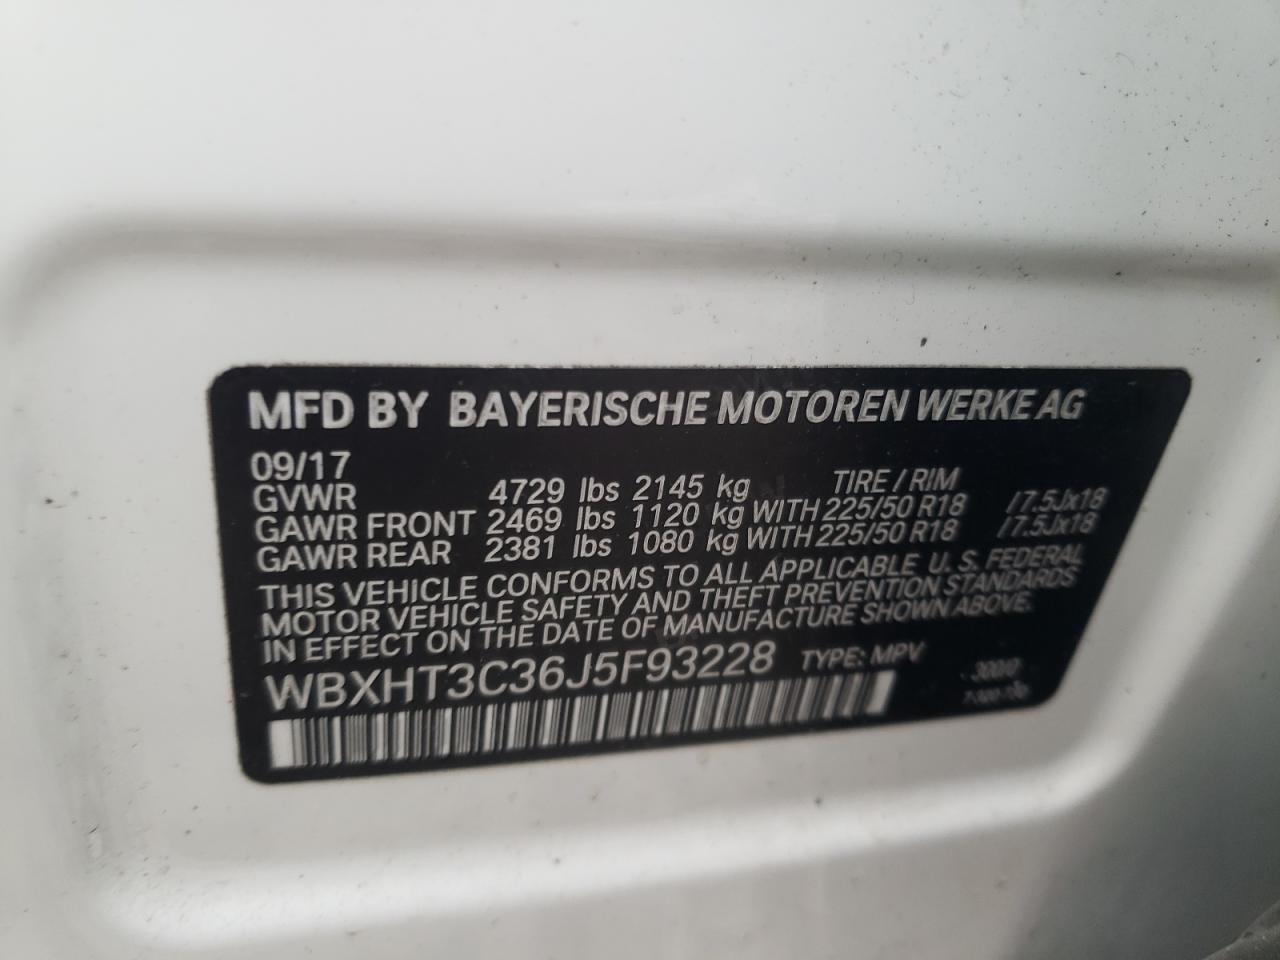 MFD BY BAYERISCHE MOTOREN WERKE AG
09/17
GVWR 4729 lbs 2145 kg TIRE / RIM
GAWR FRONT 2469 lbs 1120 kg WITH 225/50 R18 / 7.5Jx18
GAWR REAR 2381 lbs 1080 kg WITH 225/50 R18 / 7.5Jx18
THIS VEHICLE CONFORMS TO ALL APPLICABLE U. S. FEDERAL
MOTOR VEHICLE SAFETY AND THEFT PREVENTION STANDARDS
IN EFFECT ON THE DATE OF MANUFACTURE SHOWN ABOVE.
WBXHT3C36J5F93228 TYPE: MPV